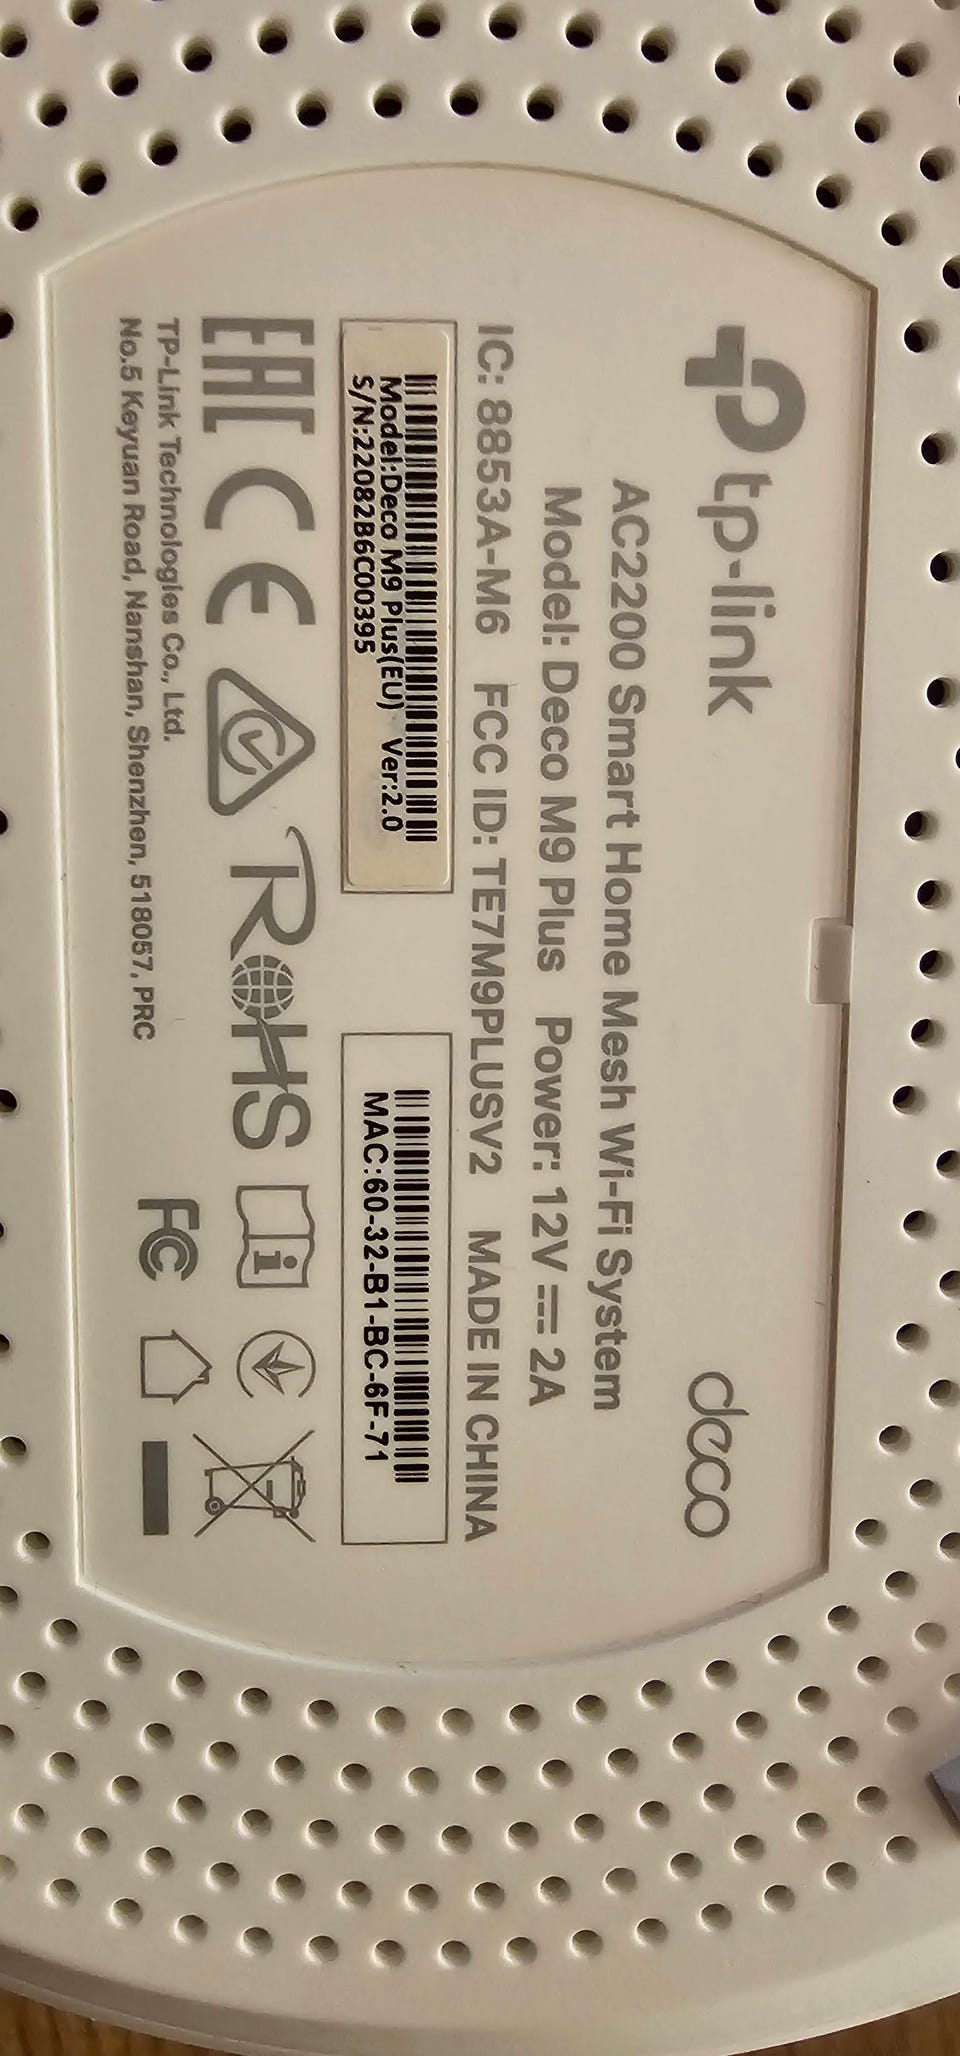 tp-link
deco
AC2200 Smart Home Mesh Wi-Fi System
Model: Deco M9 Plus Power: 12V ⎓ 2A
IC: 8853A-M6 FCC ID: TE7M9PLUSV2 MADE IN CHINA
Model:Deco M9 Plus(EU) Ver:2.0
S/N:22082B6C00395
MAC:60-32-B1-BC-6F-71
EAC CE RoHS
TP-Link Technologies Co., Ltd.
No.5 Keyuan Road, Nanshan, Shenzhen, 518057, PRC
FC